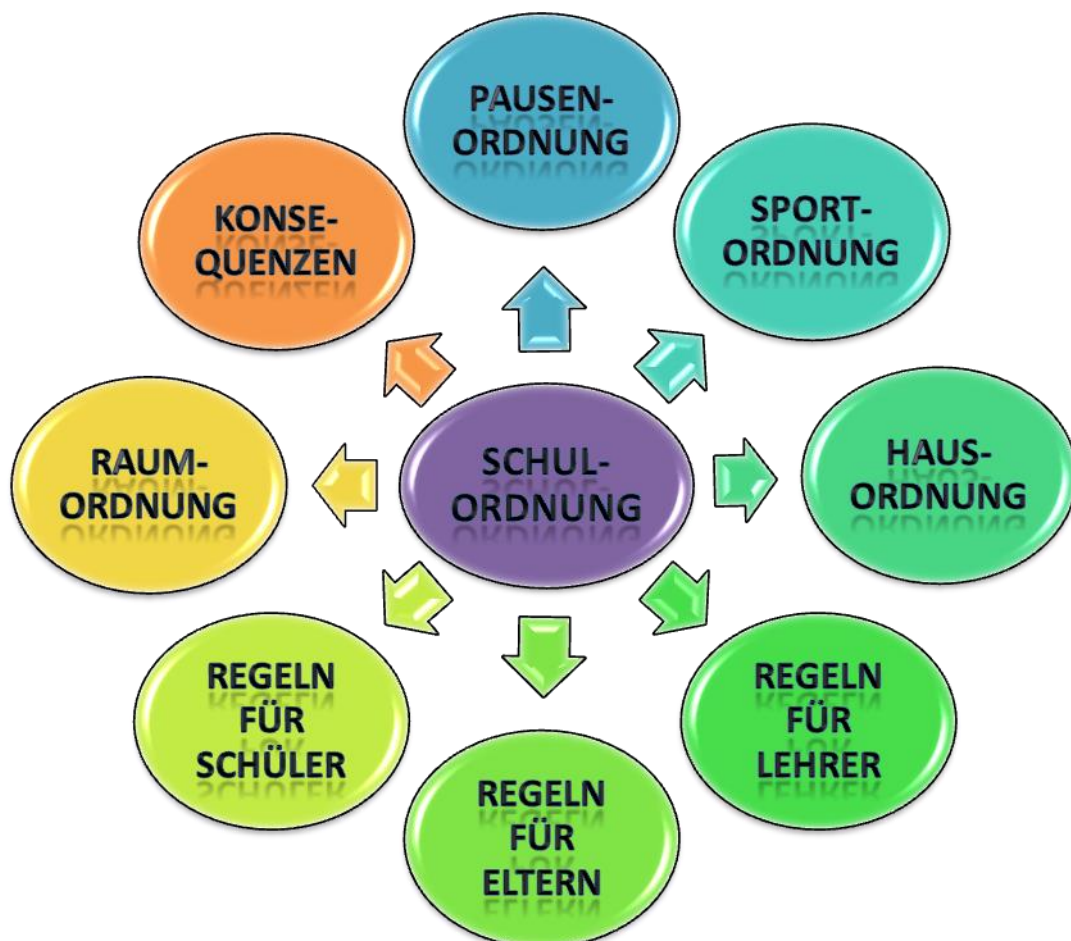 PAUSEN-
ORDNUNG
SPORT-
ORDNUNG
HAUS-
ORDNUNG
REGELN
FÜR
LEHRER
REGELN
FÜR
ELTERN
REGELN
FÜR
SCHÜLER
RAUM-
ORDNUNG
KONSE-
QUENZEN
SCHUL-
ORDNUNG